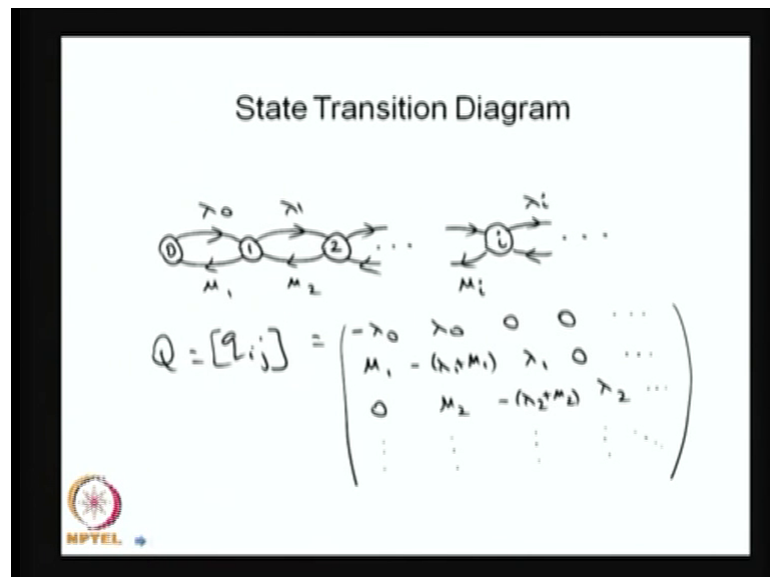 State Transition Diagram
λ0 λ1 λi
0 1 2 ... i ...
μ1 μ2 μi
Q = [qij] = ( -λ0 λ0 0 0 ...
μ1 -(λ1+μ1) λ1 0 ...
0 μ2 -(λ2+μ2) λ2 ...
⋮ ⋮ ⋮ ⋮ ⋱ )
NPTEL